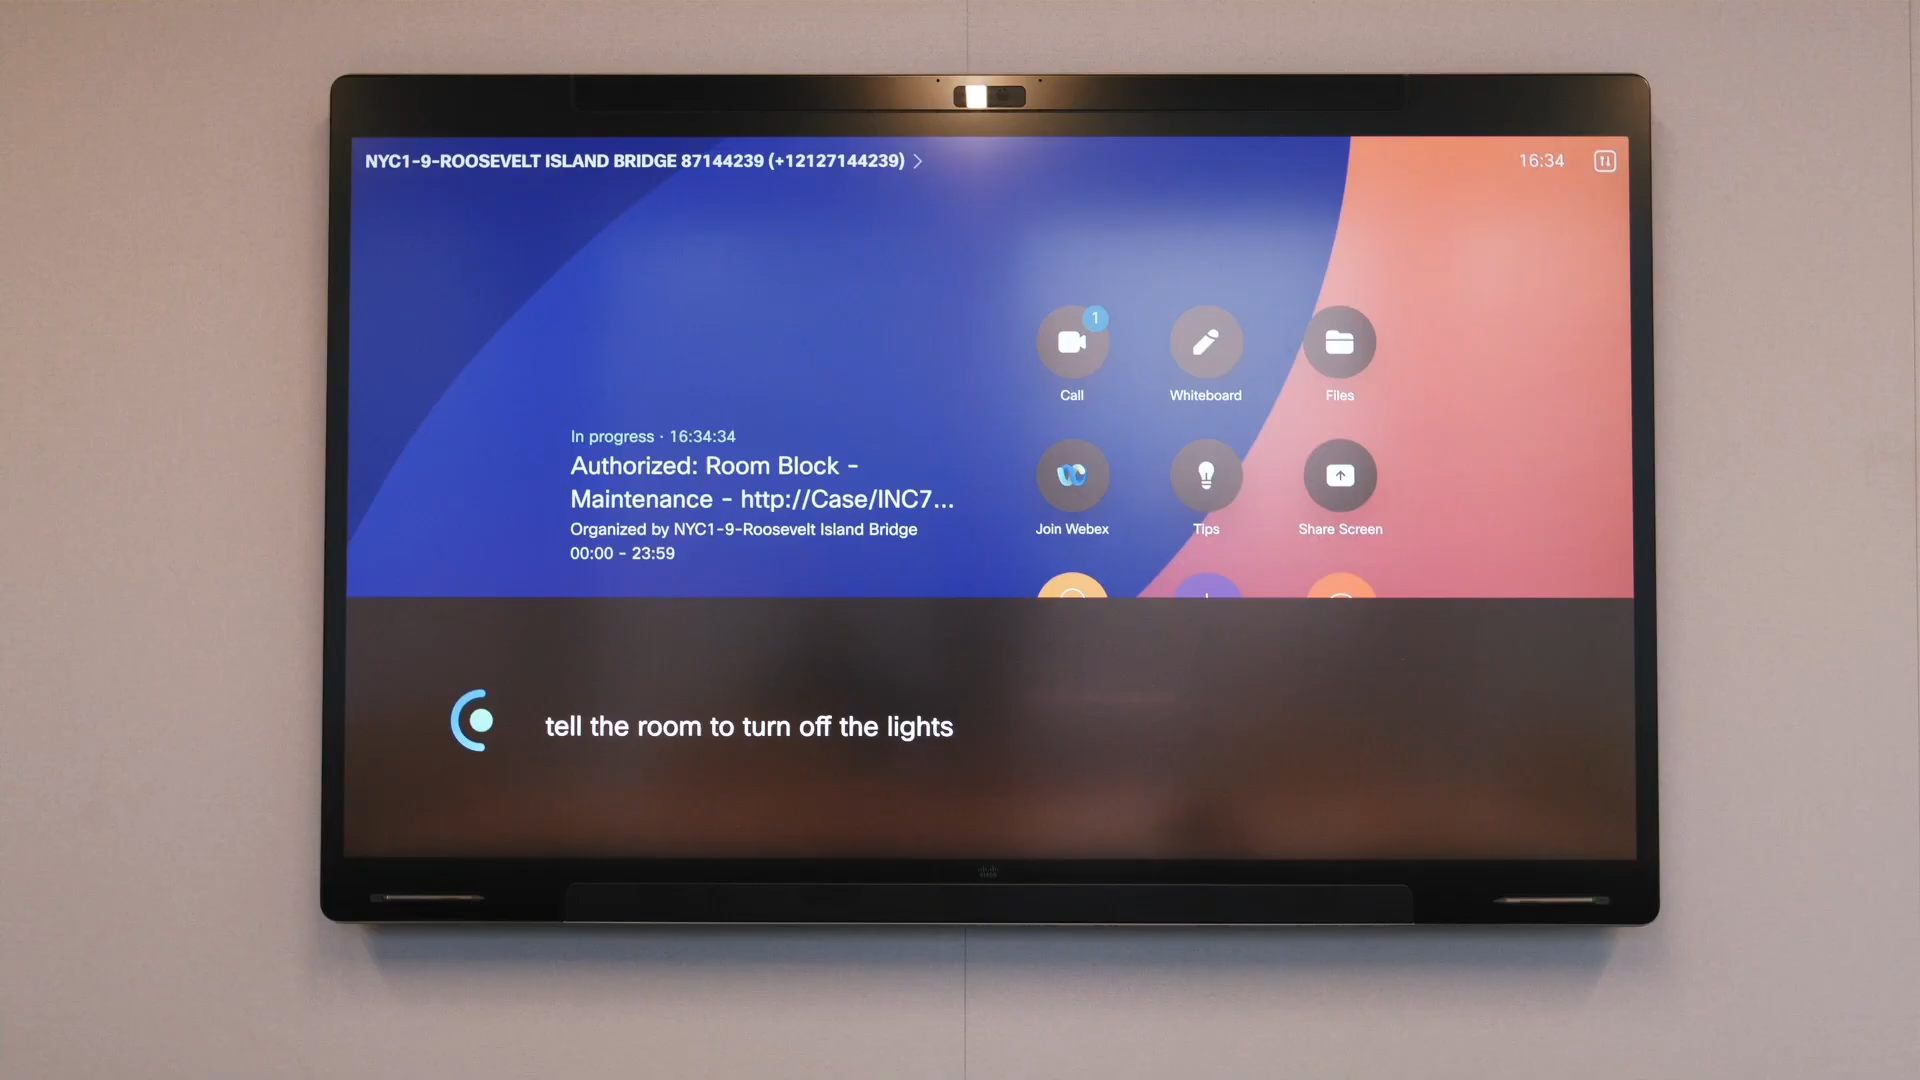 NYC1-9-ROOSEVELT ISLAND BRIDGE 87144239 (+12127144239)
16:34
1
Call
Whiteboard
Files
In progress · 16:34:34
Authorized: Room Block -
Maintenance - http://Case/INC7...
Organized by NYC1-9-Roosevelt Island Bridge
00:00 - 23:59
Join Webex
Tips
Share Screen
tell the room to turn off the lights